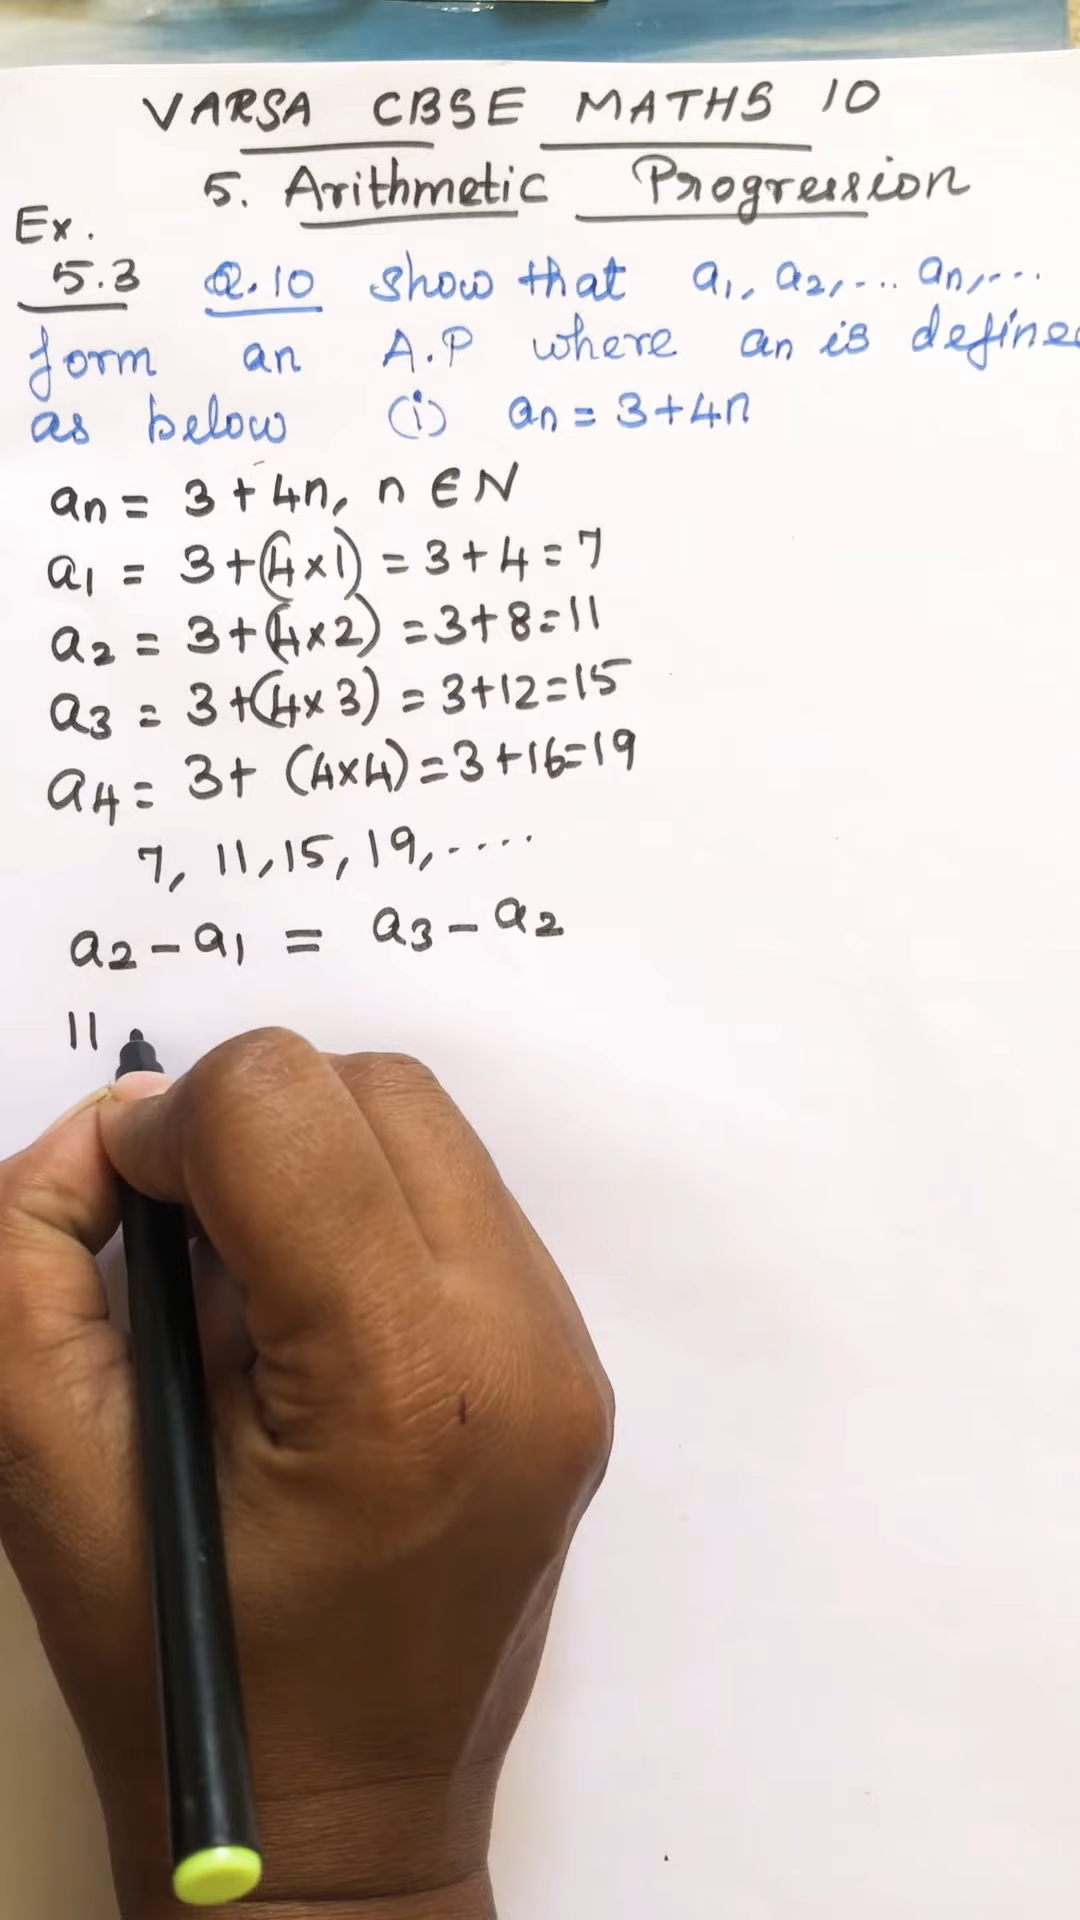 VARSA CBSE MATHS 10
5. Arithmetic Progression
Ex.
5.3 Q.10 show that a₁, a₂,... aₙ,...
form an A.P where aₙ is define
as below (i) aₙ = 3+4n
aₙ = 3+4n, n ∈ N
a₁ = 3+(4×1) = 3+4=7
a₂ = 3+(4×2) =3+8=11
a₃ = 3+(4×3) = 3+12=15
a₄ = 3+ (4×4)=3+16=19
7, 11, 15, 19, ....
a₂ - a₁ = a₃ - a₂
11